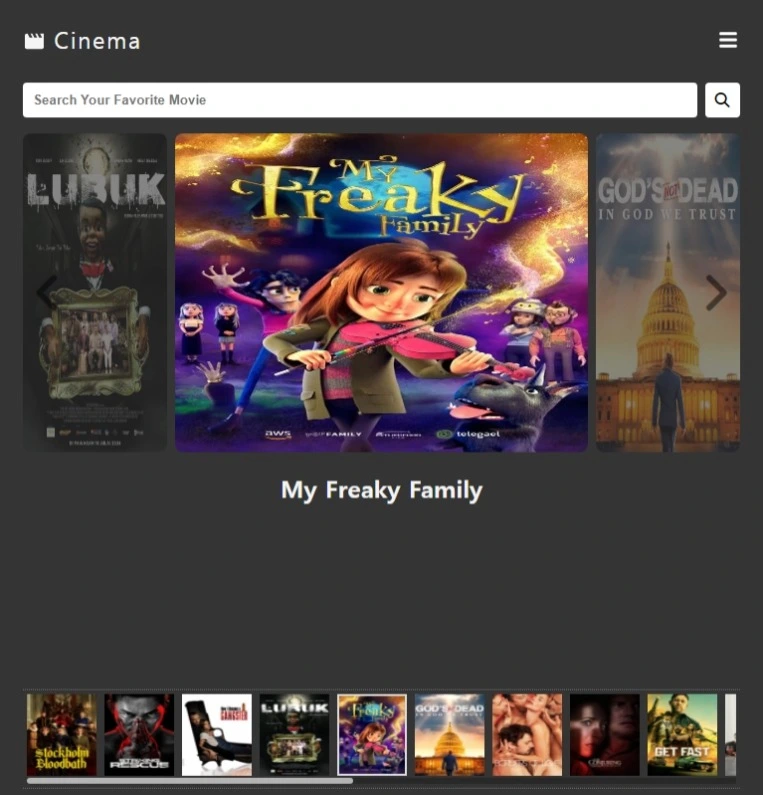 Cinema
Search Your Favorite Movie
LUBUK
My
Freaky
Family
aws
FAMILY
telegael
GOD'S NOT DEAD
IN GOD WE TRUST
My Freaky Family
Stockholm
Bloodbath
RESCUE
GANGSTER
LUBUK
Freaky
GOD'S DEAD
GET FAST